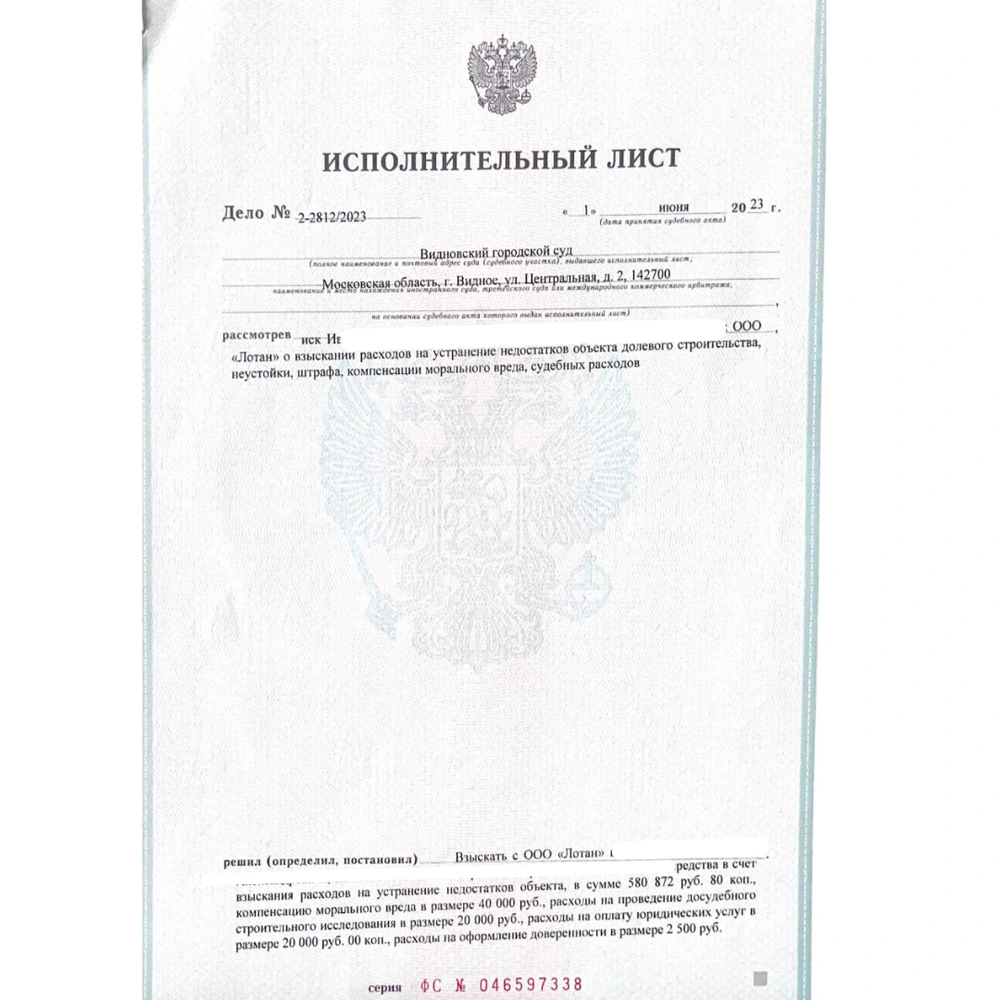 ИСПОЛНИТЕЛЬНЫЙ ЛИСТ
Дело № 2-2812/2023 « 1 » июня 20 23 г.
(дата принятия судебного акта)
Видновский городской суд
(полное наименование и почтовый адрес суда (судебного участка), выдавшего исполнительный лист;
Московская область, г. Видное, ул. Центральная, д. 2, 142700
наименование и место нахождения иностранного суда, третейского суда или международного коммерческого арбитража,
на основании судебного акта которого выдан исполнительный лист)
рассмотрев иск ООО ,
«Лотан» о взыскании расходов на устранение недостатков объекта долевого строительства,
неустойки, штрафа, компенсации морального вреда, судебных расходов
решил (определил, постановил) Взыскать с ООО «Лотан»
редства в счет
взыскания расходов на устранение недостатков объекта, в сумме 580 872 руб. 80 коп.,
компенсацию морального вреда в размере 40 000 руб., расходы на проведение досудебного
строительного исследования в размере 20 000 руб., расходы на оплату юридических услуг в
размере 20 000 руб. 00 коп., расходы на оформление доверенности в размере 2 500 руб.
серия ФС № 046597338